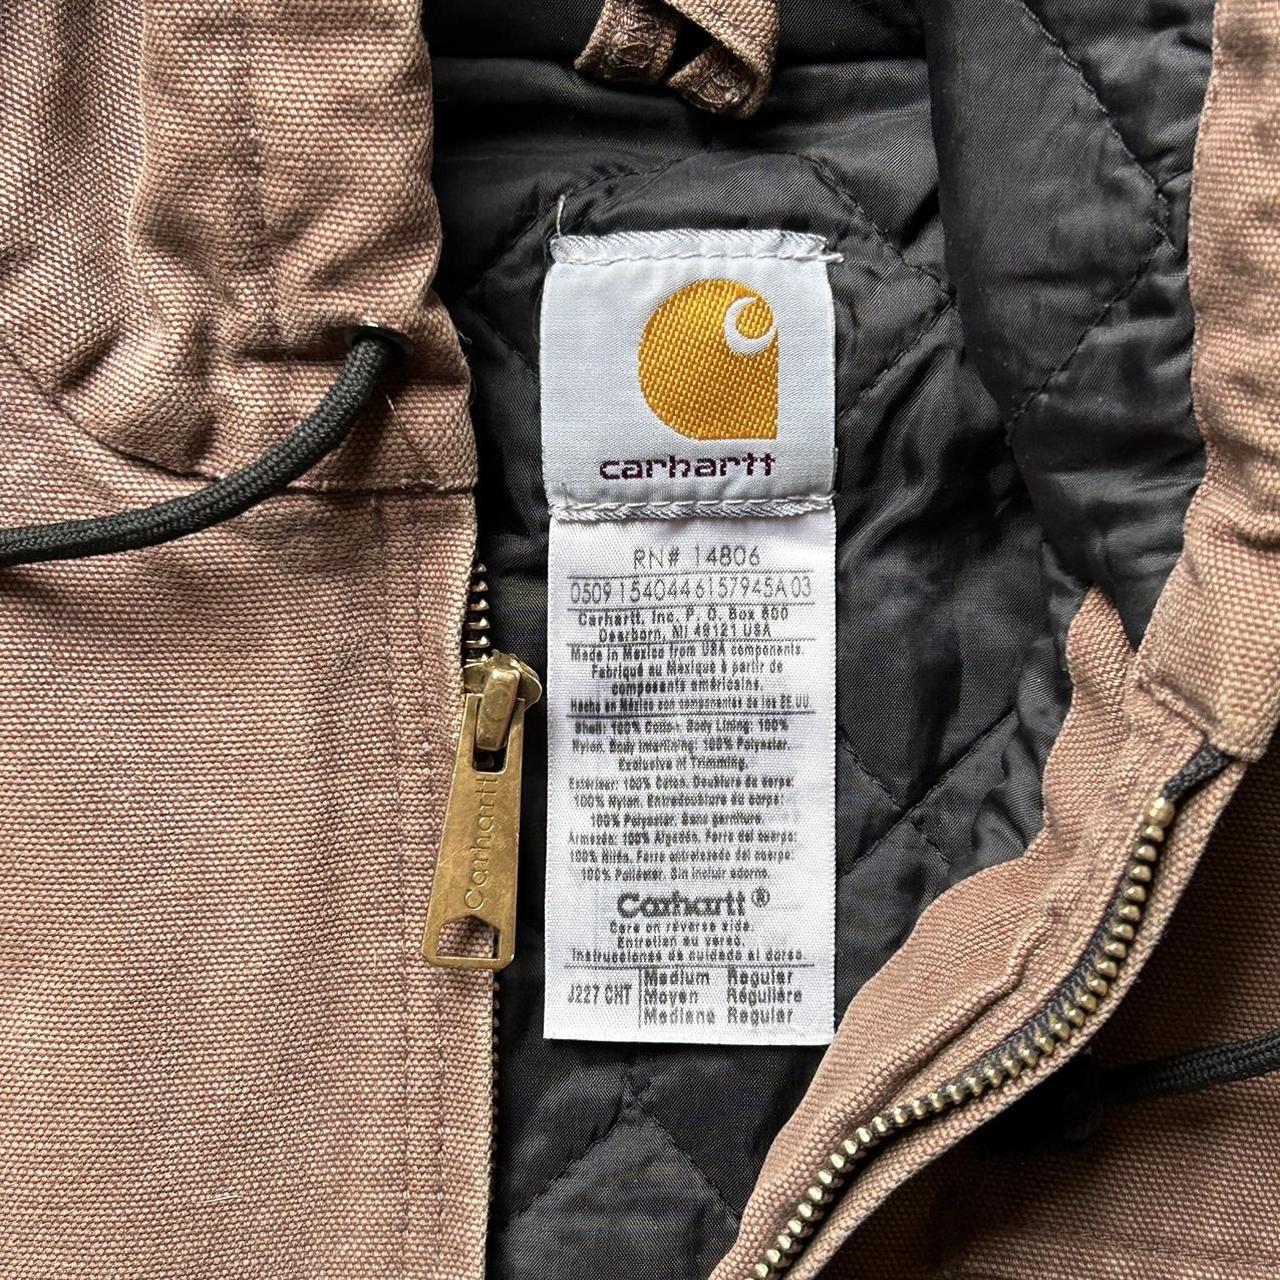 carhartt
RN# 14806
0509 1540446157945A 03
Carhartt, Inc. P. O. Box 600
Dearborn, MI 48121 USA
Made in Mexico from USA components.
Fabriqué au Mexique à partir de
composants américains.
Hecho en México con componentes de los EE.UU.
Shell: 100% Cotton. Body Lining: 100%
Nylon. Body Interlining: 100% Polyester.
Exclusive of Trimming.
Extérieur: 100% Coton. Doublure du corps:
100% Nylon. Entredoublure du corps:
100% Polyester. Sans garniture.
Armazón: 100% Algodón. Forro del cuerpo:
100% Nilón. Forro entretelado del cuerpo:
100% Poliéster. Sin incluir adorno.
Carhartt®
Care on reverse side.
Entretien au verso.
Instrucciones de cuidado al dorso.
J227 CHT
Medium Regular
Moyen Régulière
Mediano Regular
Carhartt